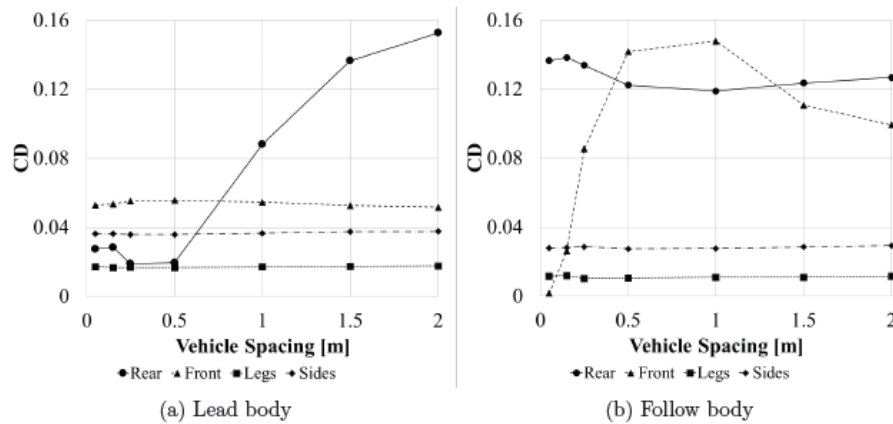 0.16
0.12
0.08
0.04
0
CD
0 0.5 1 1.5 2
Vehicle Spacing [m]
Rear Front Legs Sides
(a) Lead body
0.16
0.12
0.08
0.04
0
CD
0 0.5 1 1.5 2
Vehicle Spacing [m]
Rear Front Legs Sides
(b) Follow body